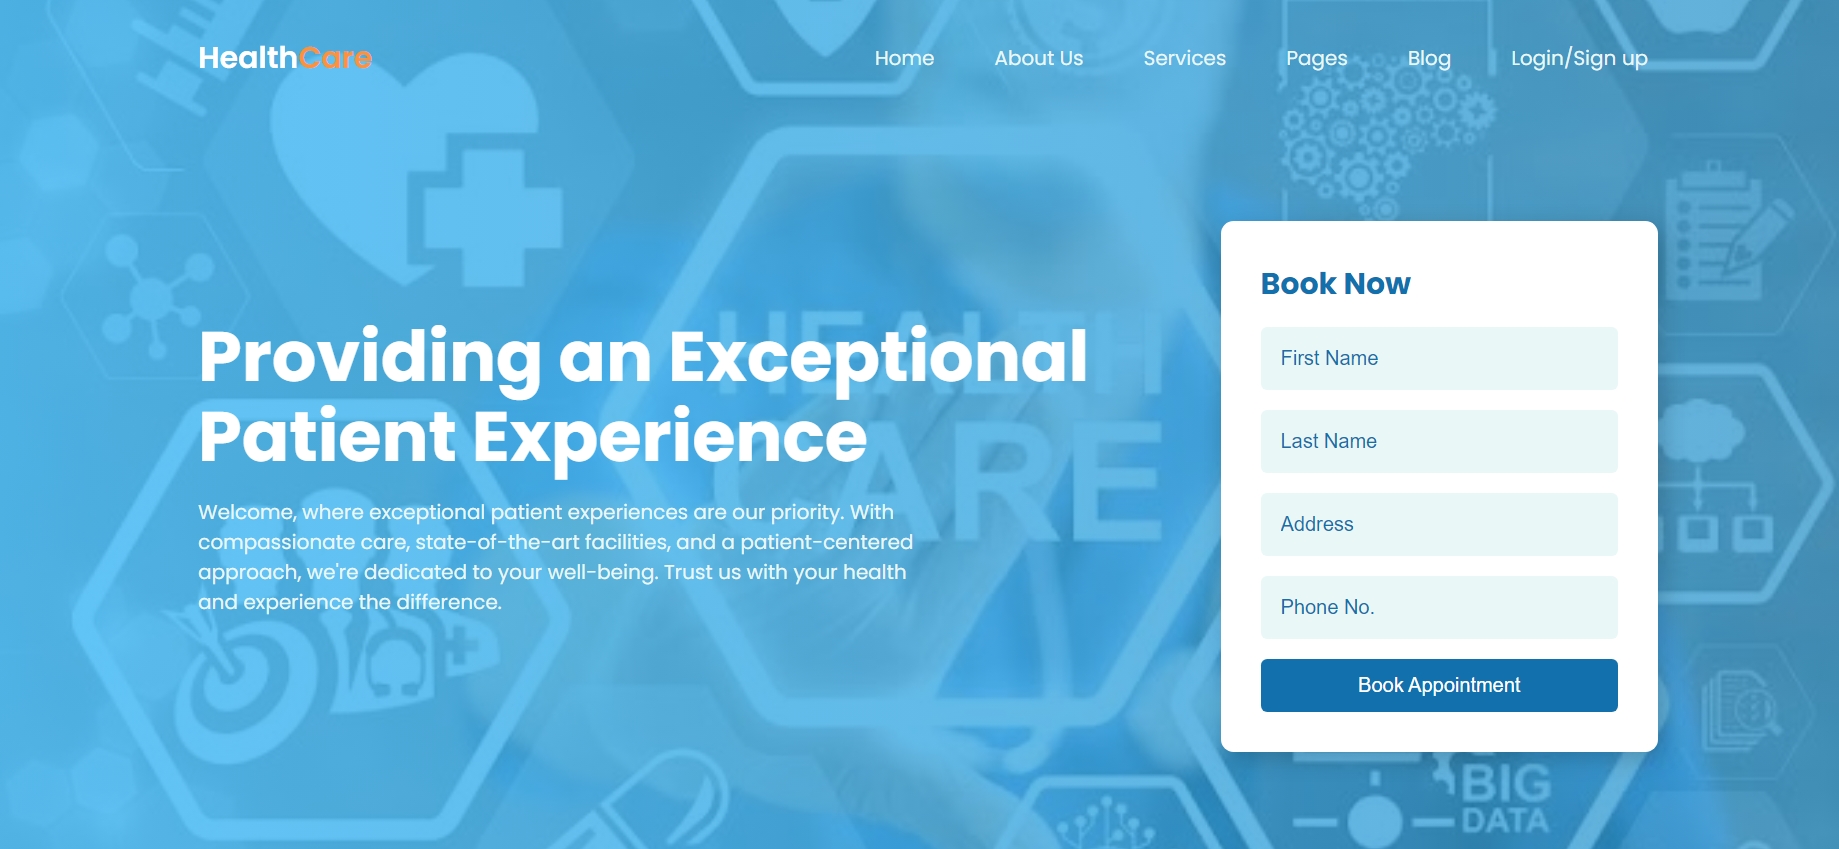 HealthCare
Home
About Us
Services
Pages
Blog
Login/Sign up
Providing an Exceptional
Patient Experience
Welcome, where exceptional patient experiences are our priority. With
compassionate care, state-of-the-art facilities, and a patient-centered
approach, we're dedicated to your well-being. Trust us with your health
and experience the difference.
HEALTH
CARE
Book Now
First Name
Last Name
Address
Phone No.
Book Appointment
BIG
DATA